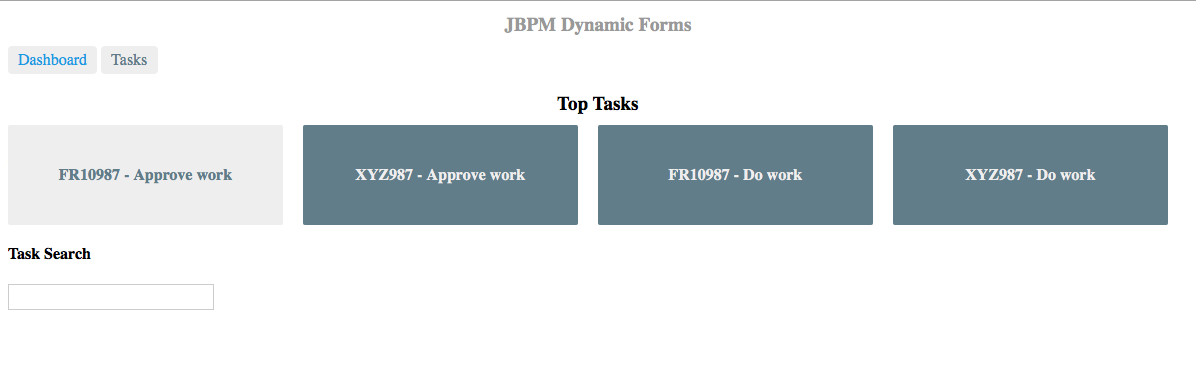 JBPM Dynamic Forms
Dashboard Tasks
Top Tasks
FR10987 - Approve work XYZ987 - Approve work FR10987 - Do work XYZ987 - Do work
Task Search